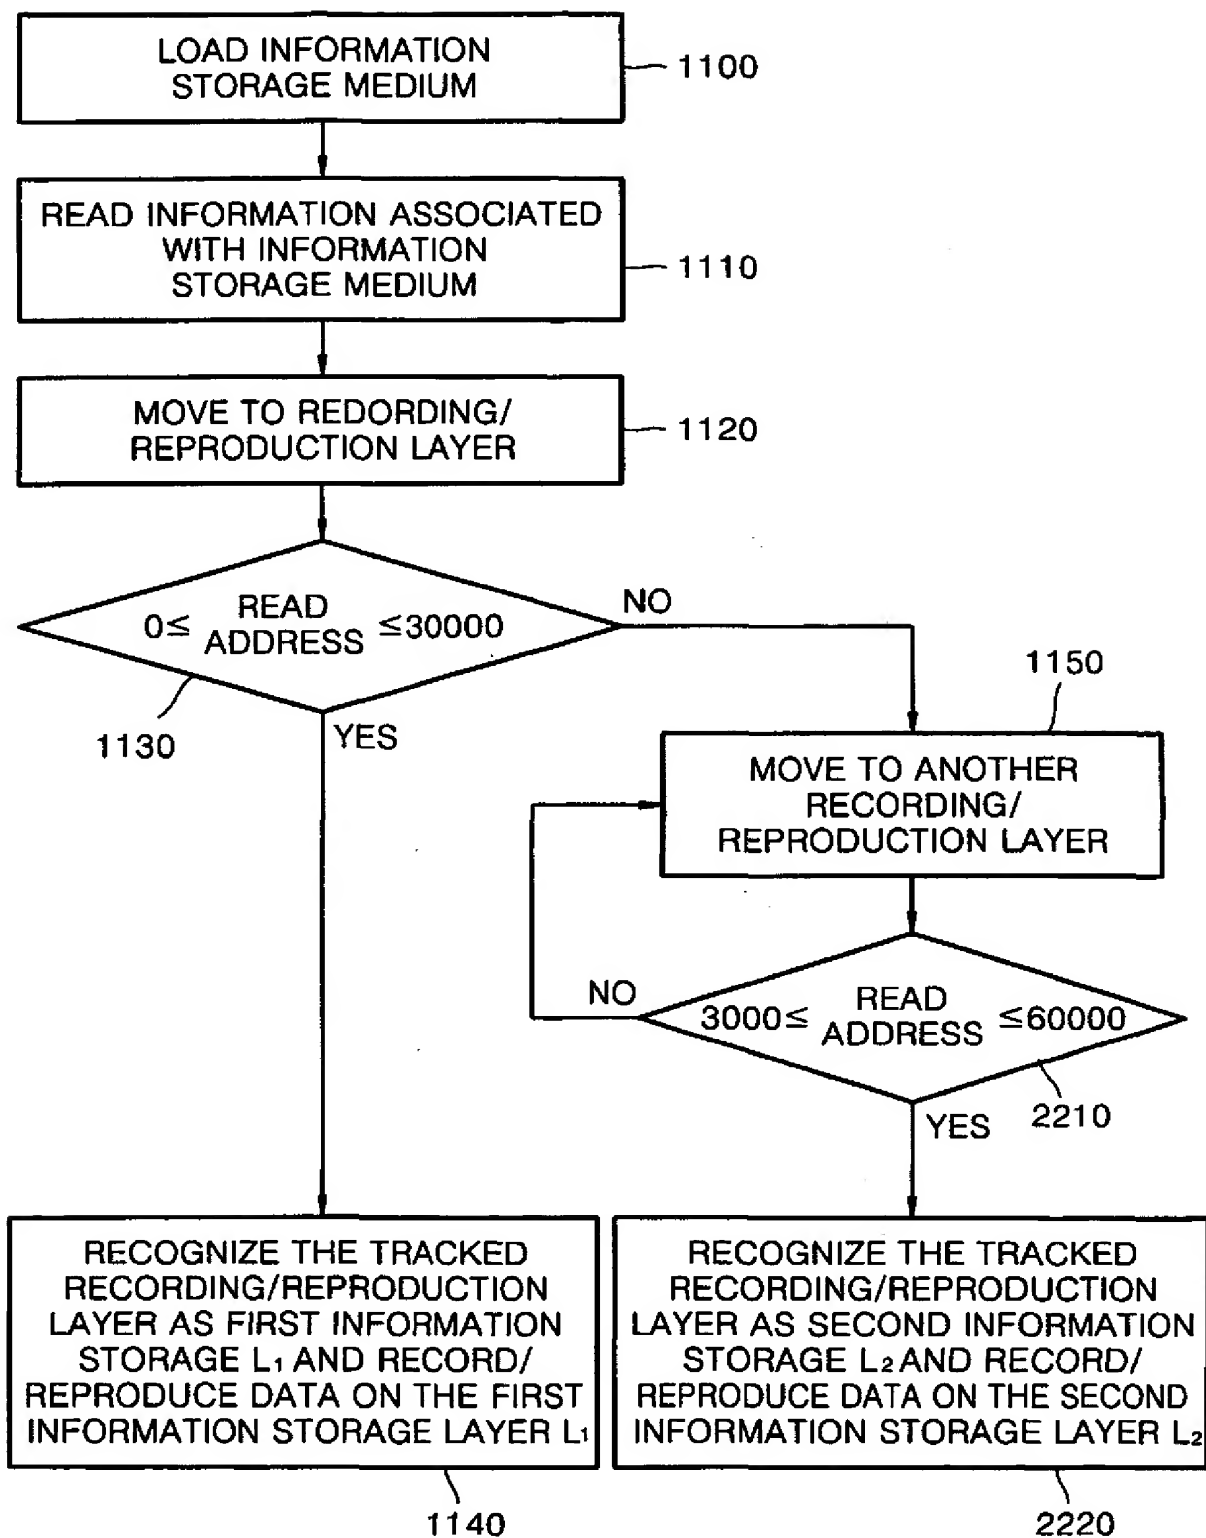 LOAD INFORMATION
STORAGE MEDIUM
1100
READ INFORMATION ASSOCIATED
WITH INFORMATION
STORAGE MEDIUM
1110
MOVE TO REDORDING/
REPRODUCTION LAYER
1120
0≤ READ ADDRESS ≤30000
NO
1130
YES
1150
MOVE TO ANOTHER
RECORDING/
REPRODUCTION LAYER
NO
3000≤ READ ADDRESS ≤60000
2210
YES
RECOGNIZE THE TRACKED
RECORDING/REPRODUCTION
LAYER AS FIRST INFORMATION
STORAGE L₁ AND RECORD/
REPRODUCE DATA ON THE FIRST
INFORMATION STORAGE LAYER L₁
1140
RECOGNIZE THE TRACKED
RECORDING/REPRODUCTION
LAYER AS SECOND INFORMATION
STORAGE L₂ AND RECORD/
REPRODUCE DATA ON THE SECOND
INFORMATION STORAGE LAYER L₂
2220